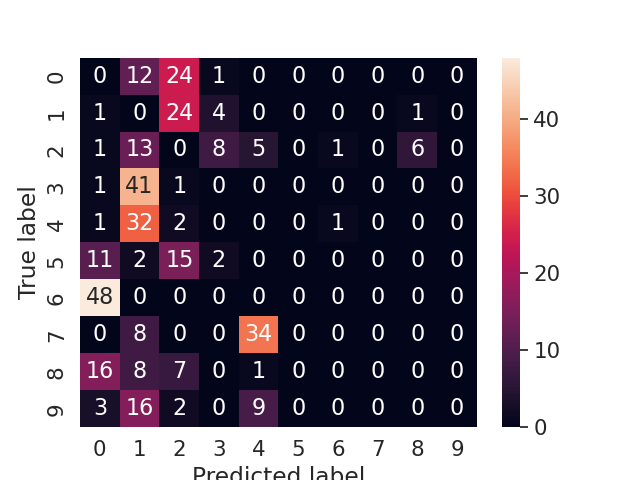 0 0 12 24 1 0 0 0 0 0 0
1 1 0 24 4 0 0 0 0 1 0
2 1 13 0 8 5 0 1 0 6 0
3 1 41 1 0 0 0 0 0 0 0
4 1 32 2 0 0 0 1 0 0 0
5 11 2 15 2 0 0 0 0 0 0
6 48 0 0 0 0 0 0 0 0 0
7 0 8 0 0 34 0 0 0 0 0
8 16 8 7 0 1 0 0 0 0 0
9 3 16 2 0 9 0 0 0 0 0
0 1 2 3 4 5 6 7 8 9
Predicted label
True label
40
30
20
10
0